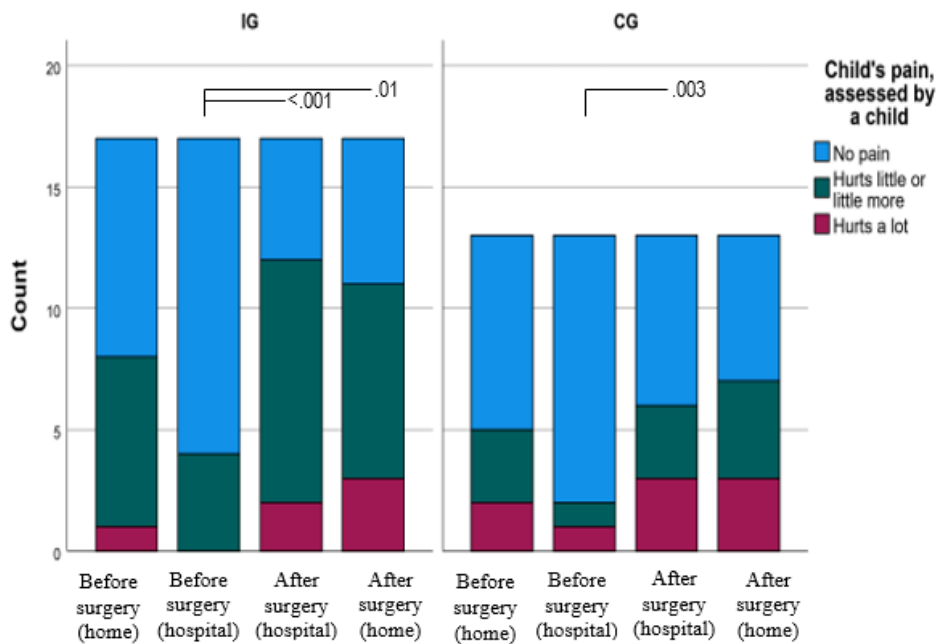 IG
CG
Count
20
15
10
5
0
<.001
.01
.003
Child's pain,
assessed by
a child
No pain
Hurts little or
little more
Hurts a lot
Before
surgery
(home)
Before
surgery
(hospital)
After
surgery
(hospital)
After
surgery
(home)
Before
surgery
(home)
Before
surgery
(hospital)
After
surgery
(hospital)
After
surgery
(home)